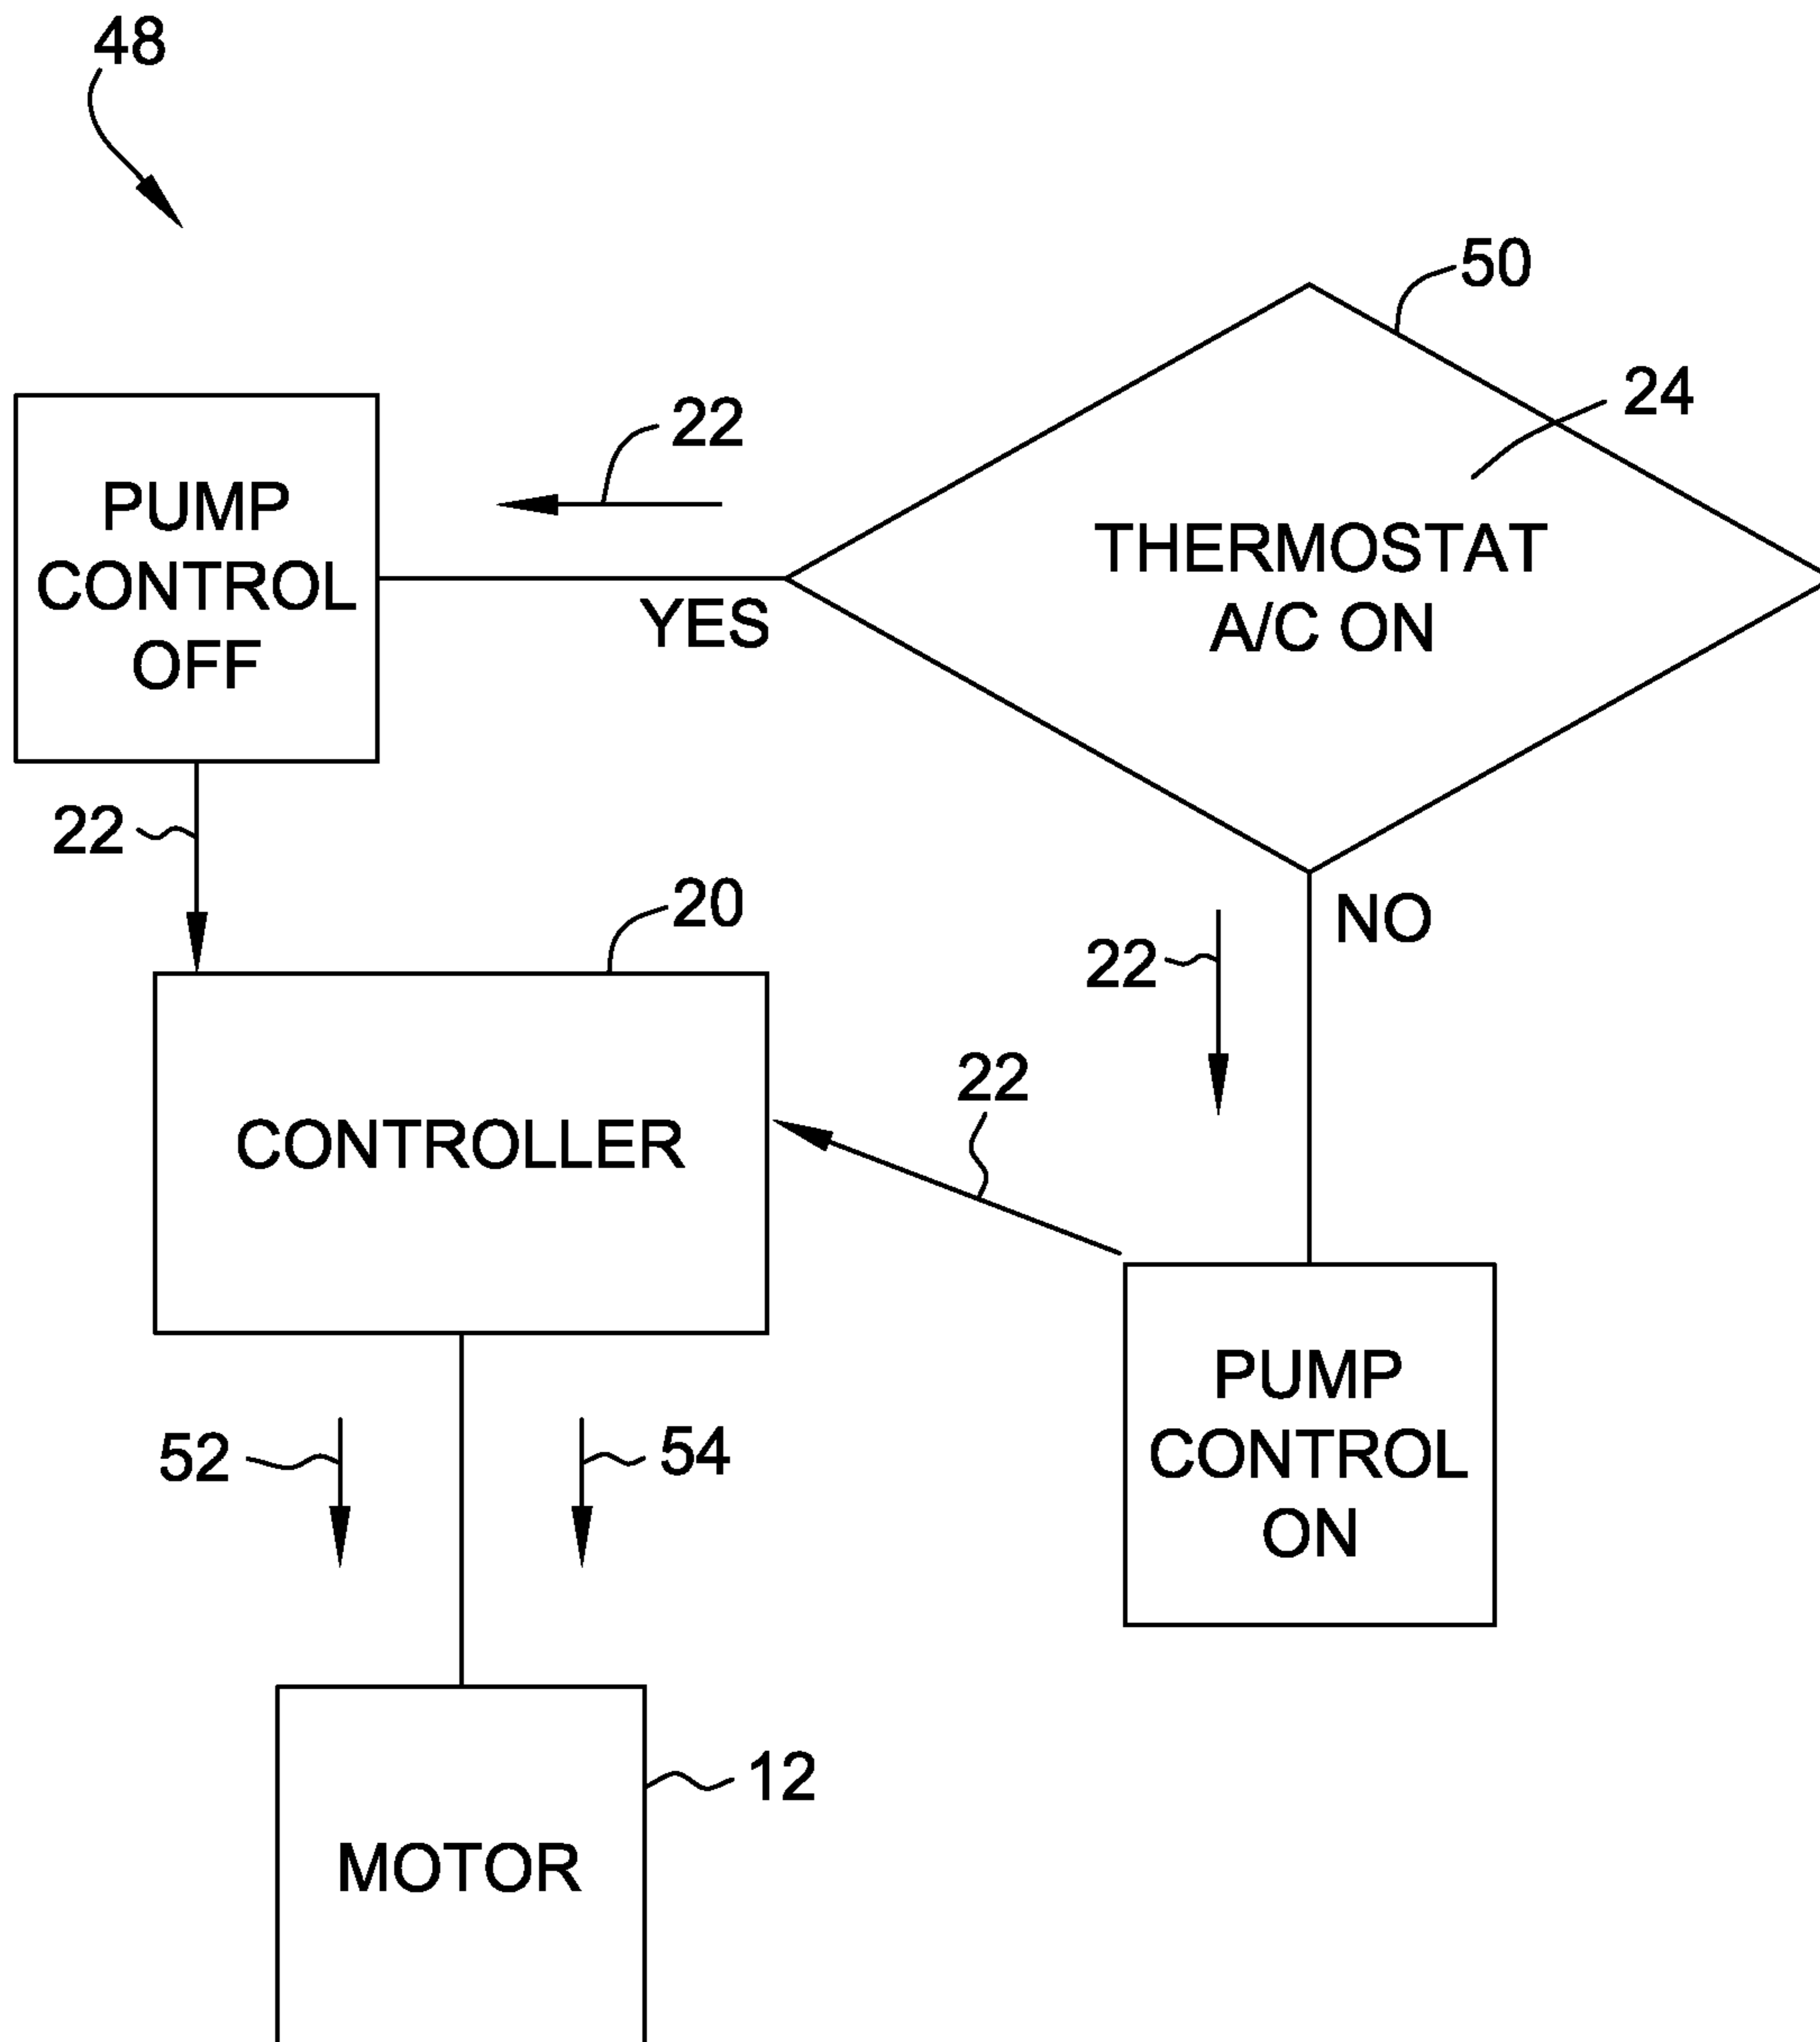 48
50
24
22
PUMP
CONTROL
OFF
THERMOSTAT
A/C ON
YES
22
20
NO
22
22
CONTROLLER
PUMP
CONTROL
ON
52
54
12
MOTOR